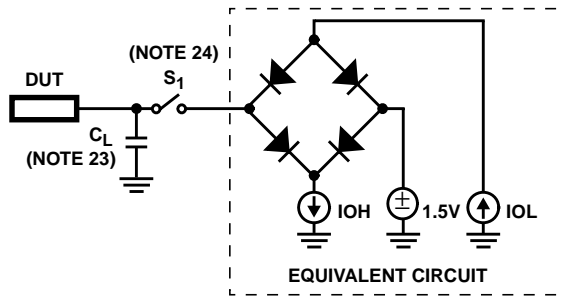 (NOTE 24)
DUT
S1
CL
(NOTE 23)
IOH
±
1.5V
IOL
EQUIVALENT CIRCUIT